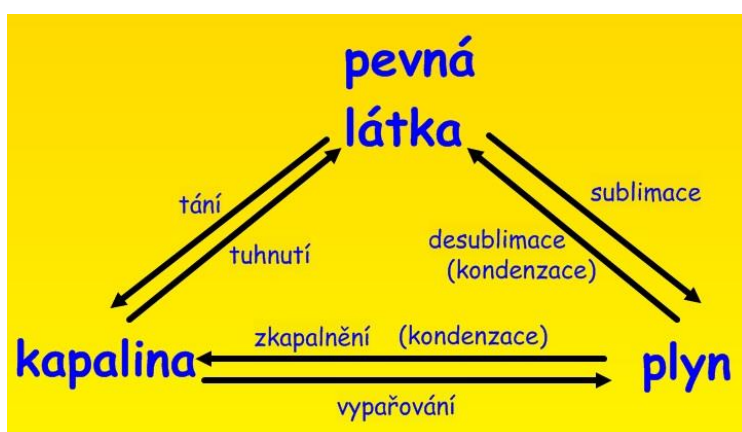 pevná
látka
tání
sublimace
tuhnutí
desublimace
(kondenzace)
kapalina
zkapalnění (kondenzace)
plyn
vypařování